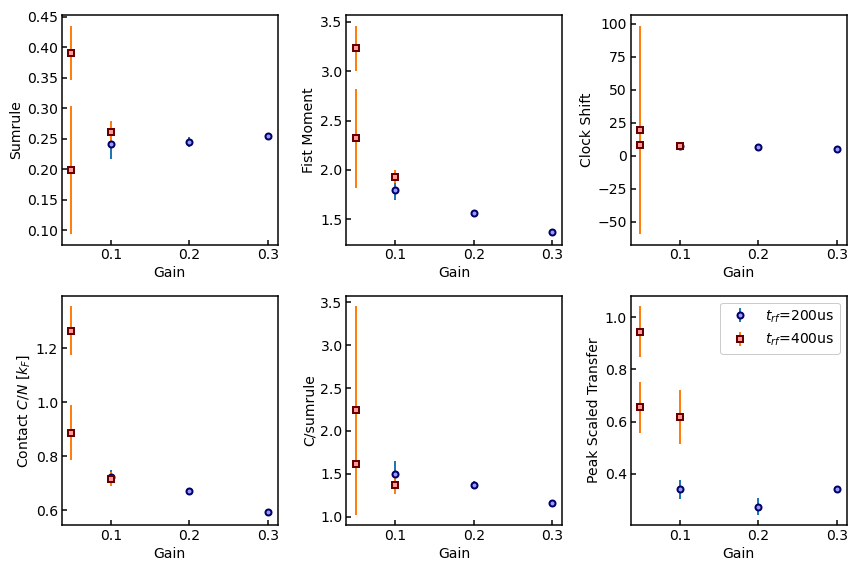 Sumrule
0.45
0.40
0.35
0.30
0.25
0.20
0.15
0.10
0.1 0.2 0.3
Gain
Fist Moment
3.5
3.0
2.5
2.0
1.5
0.1 0.2 0.3
Gain
Clock Shift
100
75
50
25
0
−25
−50
0.1 0.2 0.3
Gain
Contact C/N [k_F]
1.2
1.0
0.8
0.6
0.1 0.2 0.3
Gain
C/sumrule
3.5
3.0
2.5
2.0
1.5
1.0
0.1 0.2 0.3
Gain
Peak Scaled Transfer
1.0
0.8
0.6
0.4
t_rf=200us
t_rf=400us
0.1 0.2 0.3
Gain